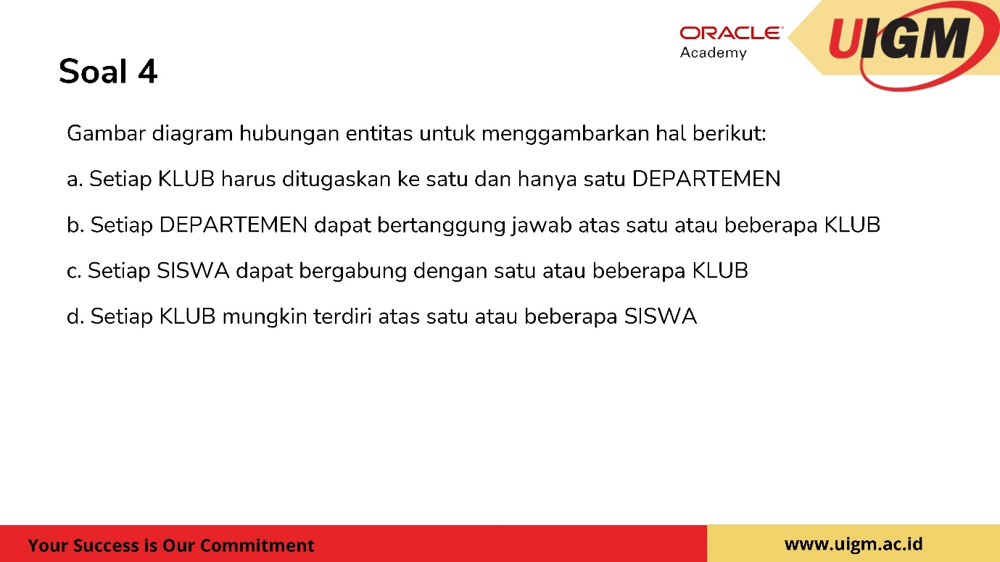 ORACLE
Academy
UIGM
Soal 4
Gambar diagram hubungan entitas untuk menggambarkan hal berikut:
a. Setiap KLUB harus ditugaskan ke satu dan hanya satu DEPARTEMEN
b. Setiap DEPARTEMEN dapat bertanggung jawab atas satu atau beberapa KLUB
c. Setiap SISWA dapat bergabung dengan satu atau beberapa KLUB
d. Setiap KLUB mungkin terdiri atas satu atau beberapa SISWA
Your Success is Our Commitment
www.uigm.ac.id